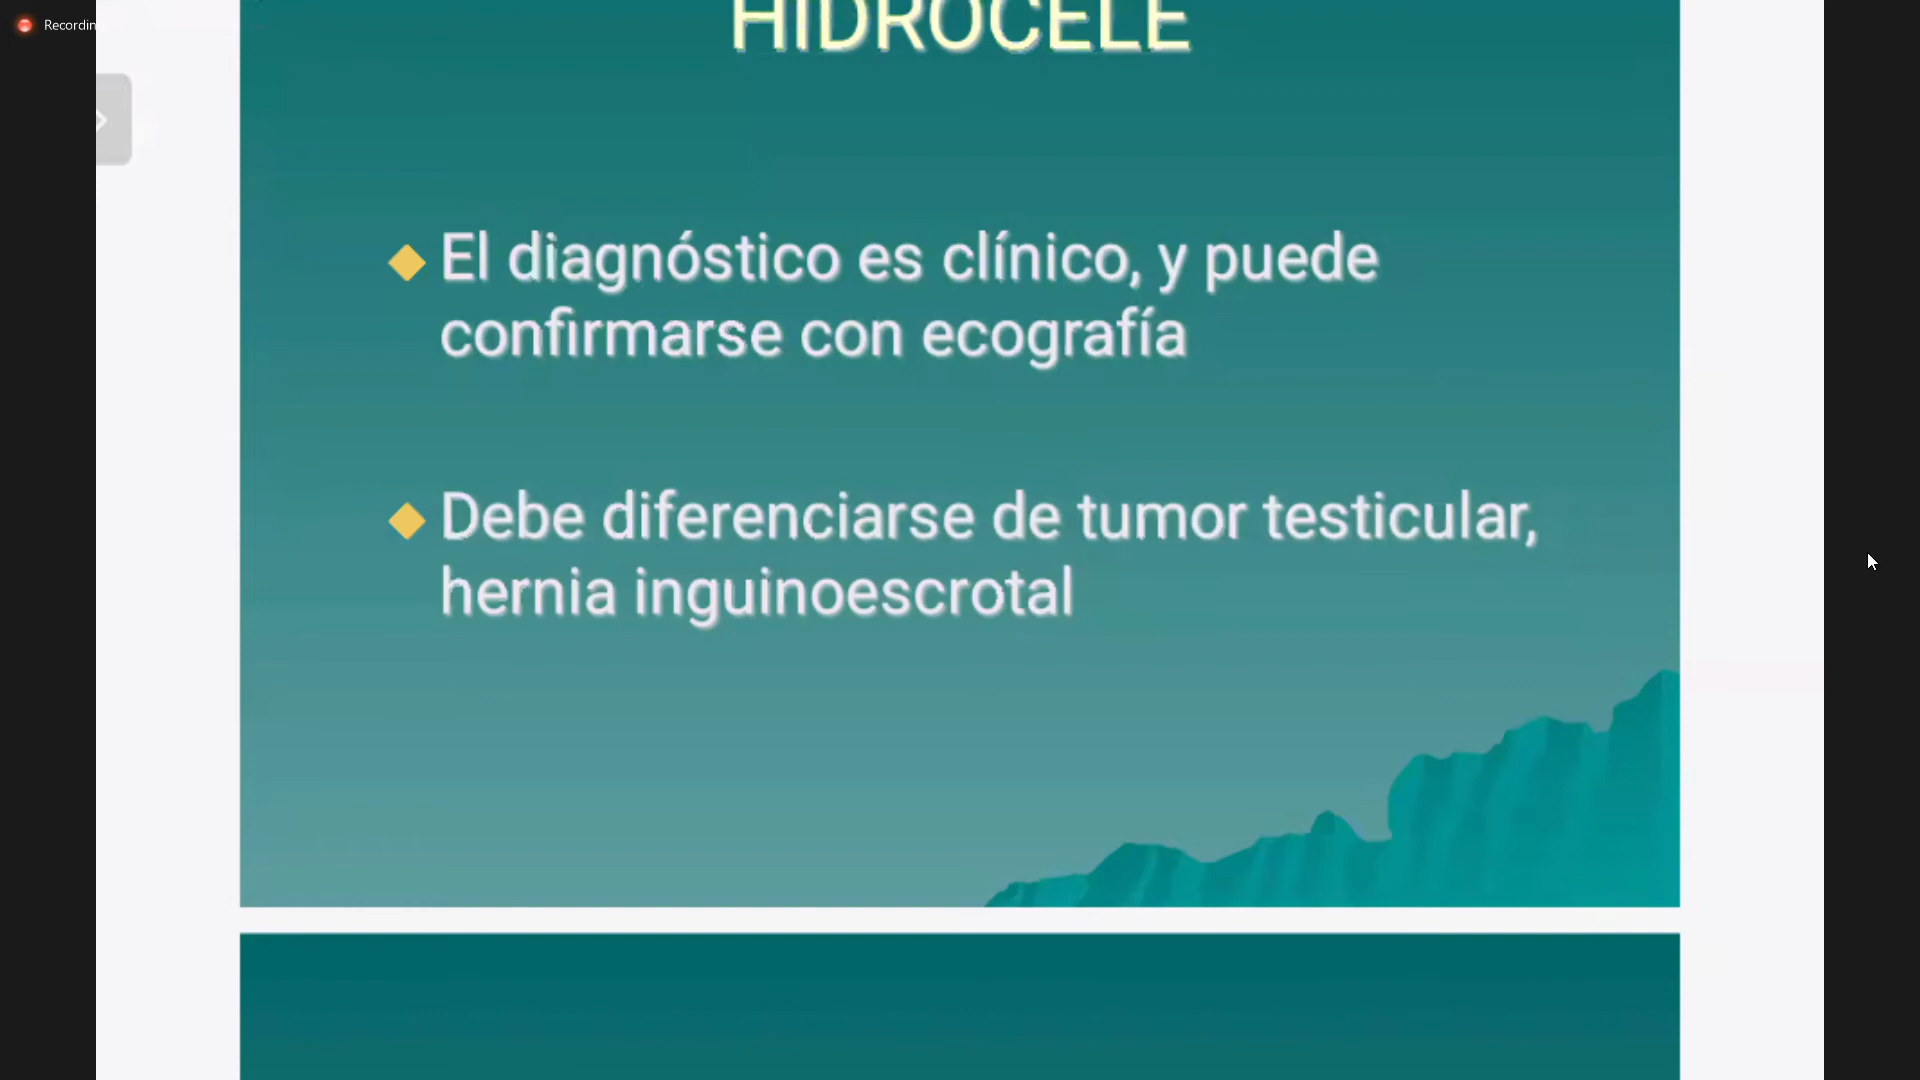 Recordin
HIDROCELE
El diagnóstico es clínico, y puede
confirmarse con ecografía
Debe diferenciarse de tumor testicular,
hernia inguinoescrotal